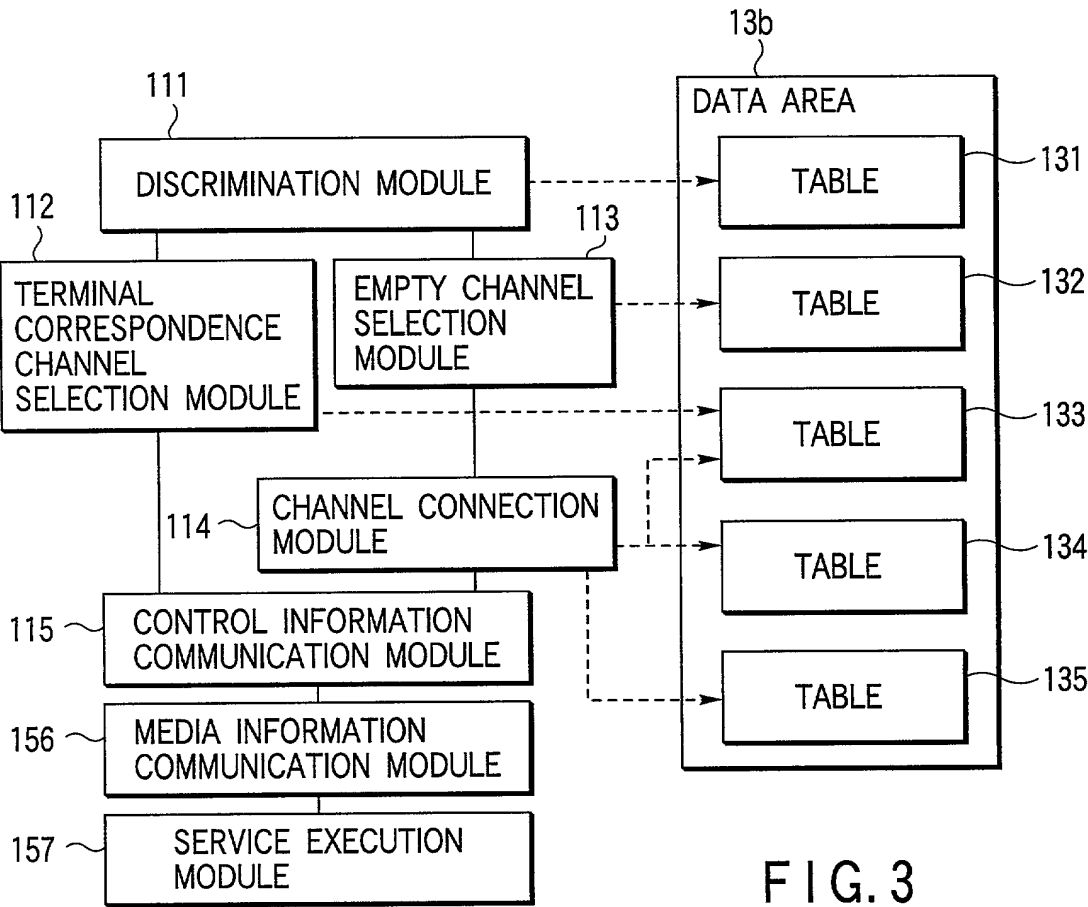 13b
DATA AREA
111
DISCRIMINATION MODULE
TABLE
131
112
TERMINAL
CORRESPONDENCE
CHANNEL
SELECTION MODULE
113
EMPTY CHANNEL
SELECTION
MODULE
TABLE
132
TABLE
133
114
CHANNEL CONNECTION
MODULE
TABLE
134
115
CONTROL INFORMATION
COMMUNICATION MODULE
TABLE
135
156
MEDIA INFORMATION
COMMUNICATION MODULE
157
SERVICE EXECUTION
MODULE
FIG. 3